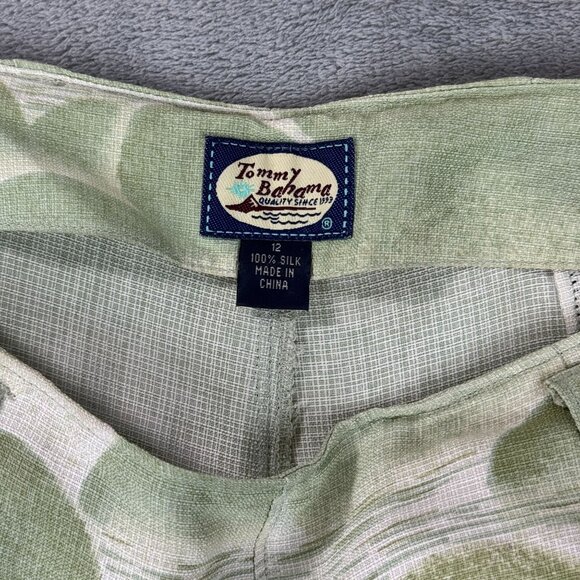 Tommy
Bahama
QUALITY SINCE 1993
®
12
100% SILK
MADE IN
CHINA